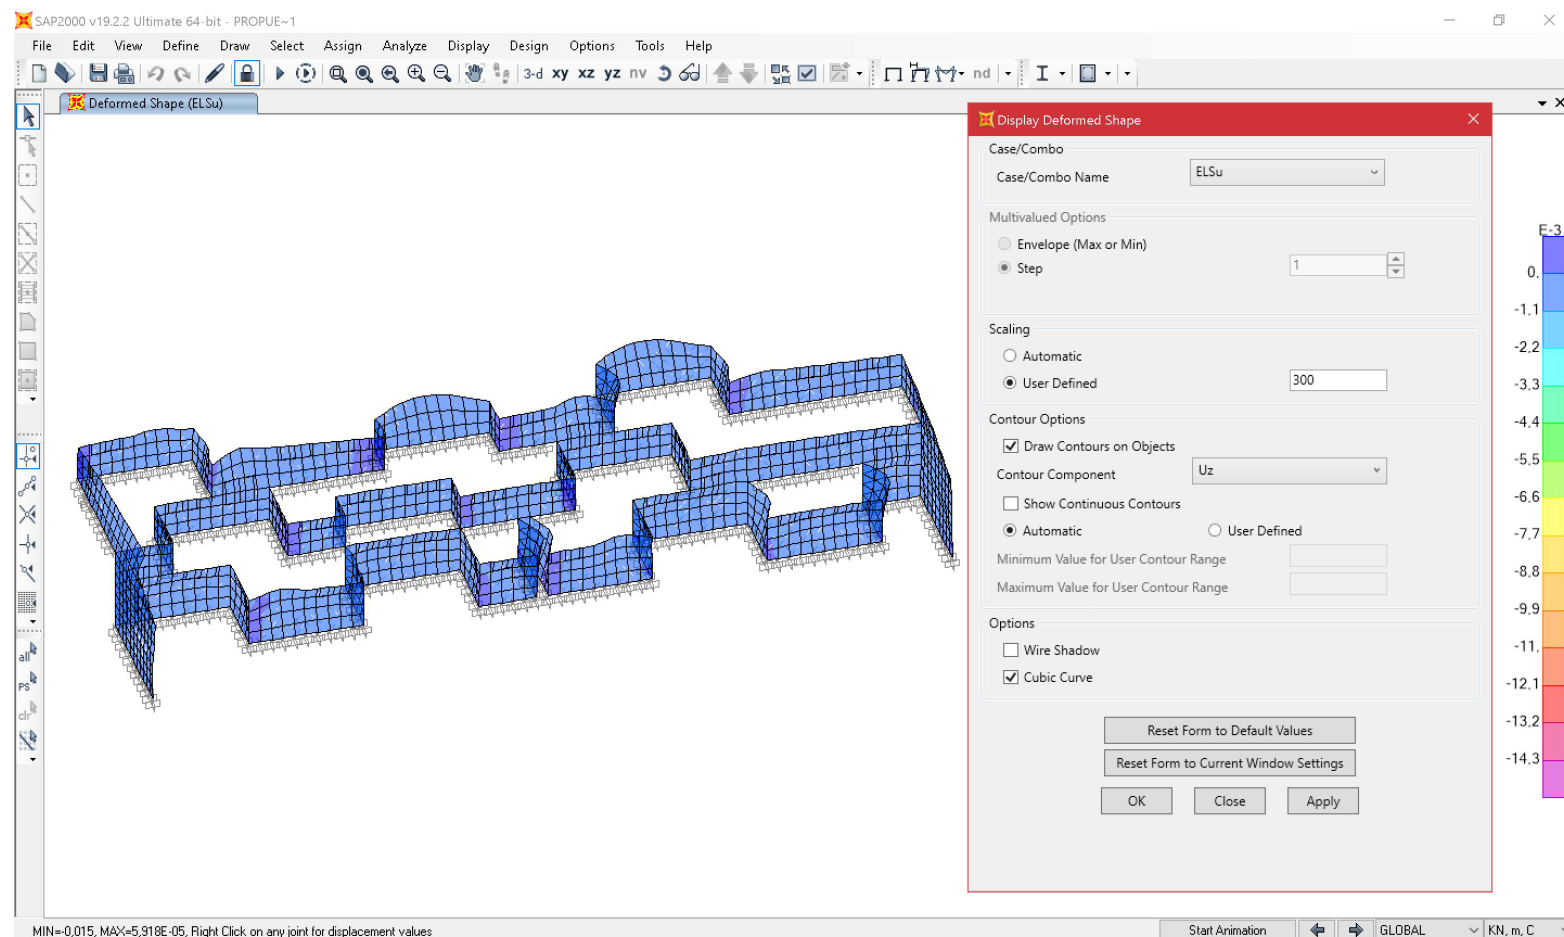 SAP2000 v19.2.2 Ultimate 64-bit - PROPUE~1
File Edit View Define Draw Select Assign Analyze Display Design Options Tools Help
3-d xy xz yz nv nd
Deformed Shape (ELSu)
Display Deformed Shape
Case/Combo
Case/Combo Name ELSu
Multivalued Options
Envelope (Max or Min)
Step 1
Scaling
Automatic
User Defined 300
Contour Options
Draw Contours on Objects
Contour Component Uz
Show Continuous Contours
Automatic User Defined
Minimum Value for User Contour Range
Maximum Value for User Contour Range
Options
Wire Shadow
Cubic Curve
Reset Form to Default Values
Reset Form to Current Window Settings
OK Close Apply
E-3
0,
-1,1
-2,2
-3,3
-4,4
-5,5
-6,6
-7,7
-8,8
-9,9
-11,
-12,1
-13,2
-14,3
all
PS
clr
MIN=-0,015, MAX=5,918E-05, Right Click on any joint for displacement values
Start Animation GLOBAL KN, m, C